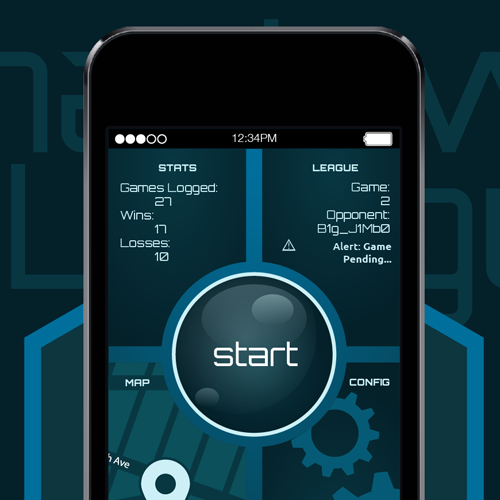 12:34PM
STATS
Games Logged:
27
Wins:
17
Losses:
10
LEAGUE
Game:
2
Opponent:
B1g_J1Mb0
Alert: Game
Pending...
start
MAP
CONFIG
Ave